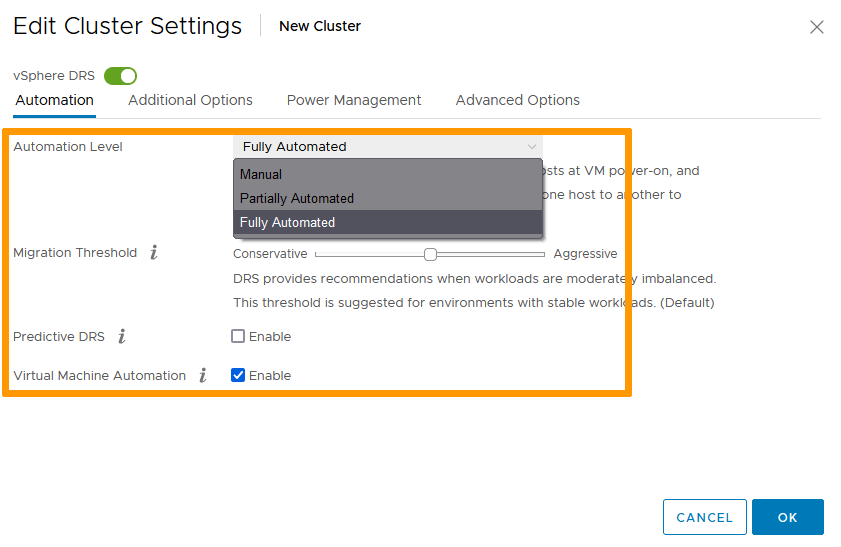 Edit Cluster Settings New Cluster
vSphere DRS
Automation Additional Options Power Management Advanced Options
Automation Level Fully Automated
Manual
Partially Automated
Fully Automated
at VM power-on, and
one host to another to
Migration Threshold i Conservative Aggressive
DRS provides recommendations when workloads are moderately imbalanced.
This threshold is suggested for environments with stable workloads. (Default)
Predictive DRS i Enable
Virtual Machine Automation i Enable
CANCEL OK